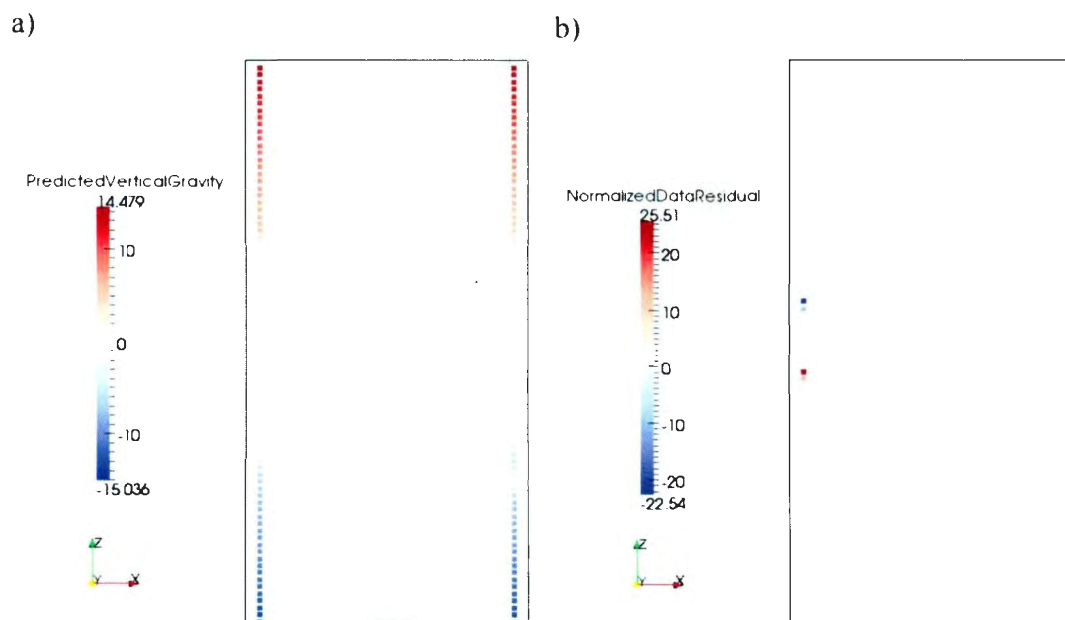 a)
PredictedVerticalGravity
14.479
10
0
-10
-15.036
Z
Y
X
b)
NormalizedDataResidual
25.51
20
10
0
-10
-20
-22.54
Z
Y
X